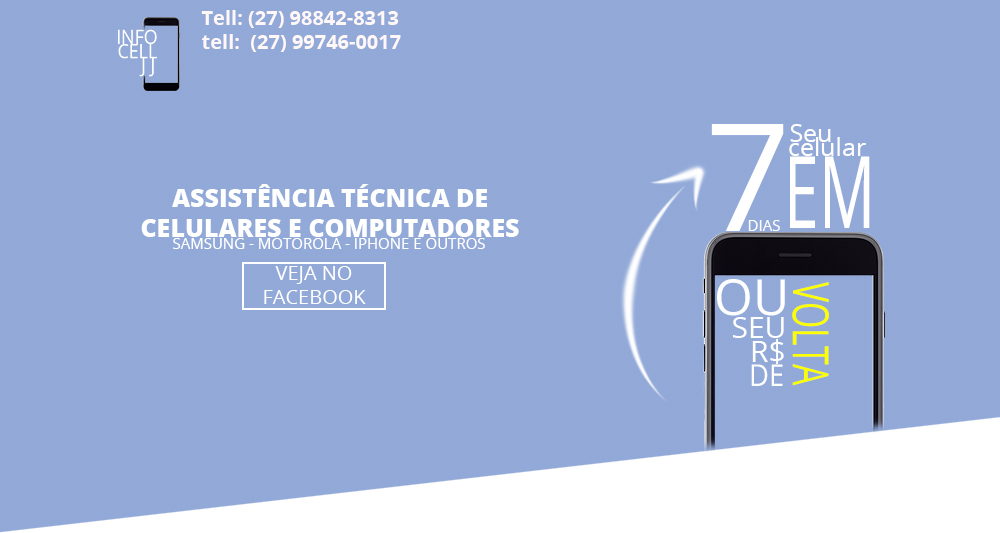 INFO
CELL
JJ
Tell: (27) 98842-8313
tell: (27) 99746-0017
ASSISTÊNCIA TÉCNICA DE
CELULARES E COMPUTADORES
SAMSUNG - MOTOROLA - IPHONE E OUTROS
VEJA NO
FACEBOOK
Seu
celular
7 EM
DIAS
OU
SEU
R$
DE
VOLTA